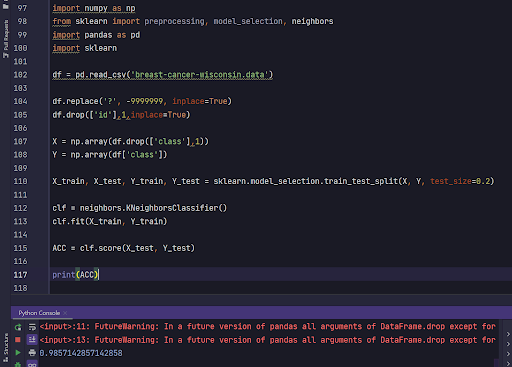 97 import numpy as np
98 from sklearn import preprocessing, model_selection, neighbors
99 import pandas as pd
100 import sklearn
101
102 df = pd.read_csv('breast-cancer-wisconsin.data')
103
104 df.replace('?', -9999999, inplace=True)
105 df.drop(['id'],1,inplace=True)
106
107 X = np.array(df.drop(['class'],1))
108 Y = np.array(df['class'])
109
110 X_train, X_test, Y_train, Y_test = sklearn.model_selection.train_test_split(X, Y, test_size=0.2)
111
112 clf = neighbors.KNeighborsClassifier()
113 clf.fit(X_train, Y_train)
114
115 ACC = clf.score(X_test, Y_test)
116
117 print(ACC)
118
Pull Requests
Python Console
<input>:11: FutureWarning: In a future version of pandas all arguments of DataFrame.drop except for
<input>:13: FutureWarning: In a future version of pandas all arguments of DataFrame.drop except for
0.9857142857142858
Structure